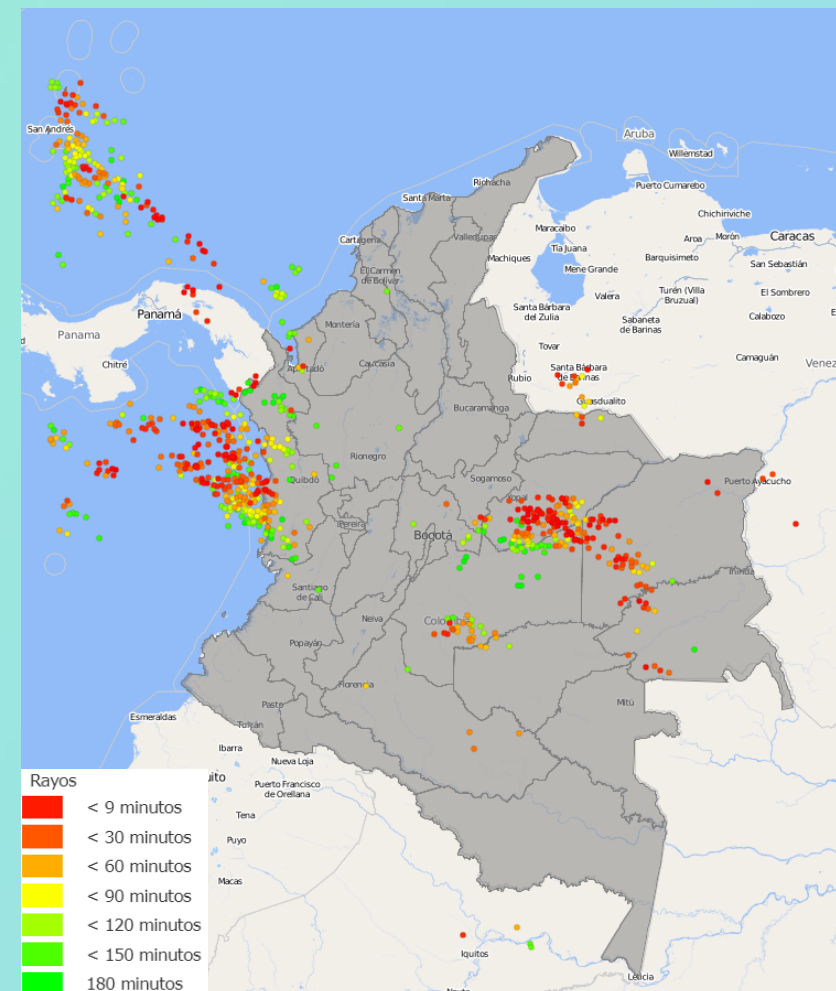 San Andrés
Aruba
Willemstad
Puerto Cumarebo
Riohacha
Santa Marta
Chichiriviche
Maracaibo
Cartagena
Valledupar
Tía Juana
Aroa
Morón
Caracas
Machiques
Barquisimeto
San Sebastián
Mene Grande
El Carmen
de Bolívar
Valera
Turén (Villa
Bruzual)
El Sombrero
Panamá
Santa Bárbara
del Zulia
Sabaneta
de Barinas
Calabozo
Panama
Montería
Tovar
Camaguán
Venez
Chitré
Apartadó
Caucasia
Rubio
Santa Bárbara
de Barinas
Guasdualito
Bucaramanga
Rionegro
Quibdó
Sogamoso
Puerto Ayacucho
Yopal
Pereira
Bogotá
Inírida
Santiago
de Cali
Neiva
Colombia
Popayán
Florencia
Mitú
Pasto
Esmeraldas
Tulcán
Ibarra
Nueva Loja
uito
Puerto Francisco
de Orellana
Tena
Puyo
Macas
Iquitos
Leticia
Nauta
Rayos
< 9 minutos
< 30 minutos
< 60 minutos
< 90 minutos
< 120 minutos
< 150 minutos
180 minutos